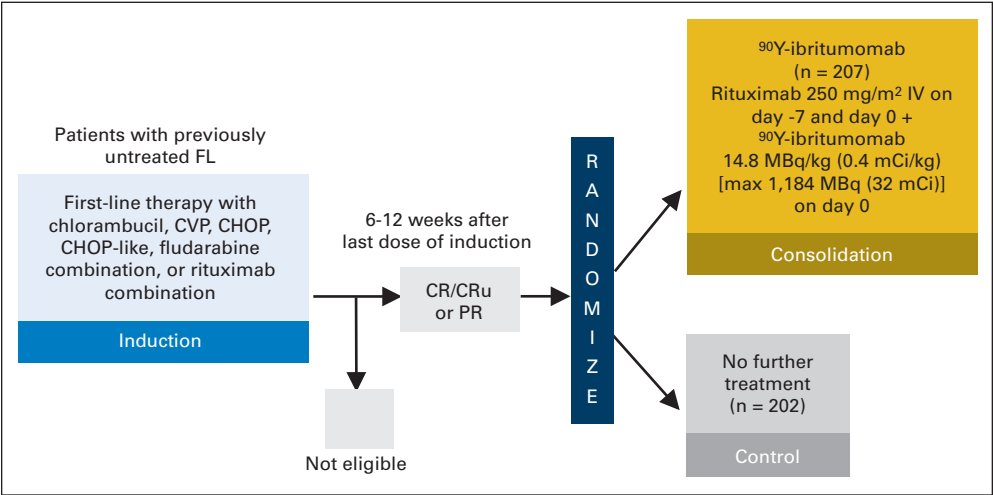 Patients with previously
untreated FL
First-line therapy with
chlorambucil, CVP, CHOP,
CHOP-like, fludarabine
combination, or rituximab
combination
Induction
Not eligible
6-12 weeks after
last dose of induction
CR/CRu
or PR
R
A
N
D
O
M
I
Z
E
⁹⁰Y-ibritumomab
(n = 207)
Rituximab 250 mg/m² IV on
day -7 and day 0 +
⁹⁰Y-ibritumomab
14.8 MBq/kg (0.4 mCi/kg)
[max 1,184 MBq (32 mCi)]
on day 0
Consolidation
No further
treatment
(n = 202)
Control